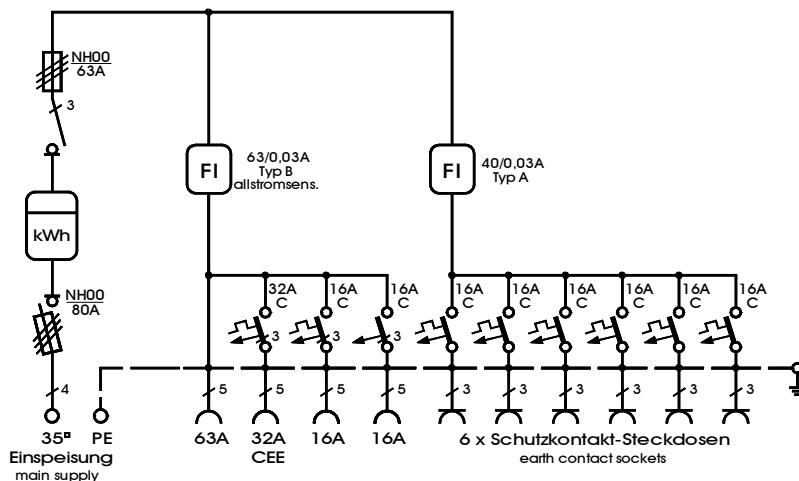 NH00
63A
3
FI
63/0,03A
Typ B
allstromsens.
FI
40/0,03A
Typ A
kWh
NH00
80A
32A
C
16A
C
16A
C
16A
C
16A
C
16A
C
16A
C
16A
C
16A
C
3
3
3
4
5
5
5
5
3
3
3
3
3
3
35¤
PE
63A
32A
16A
16A
6 x Schutzkontakt-Steckdosen
Einspeisung
CEE
earth contact sockets
main supply